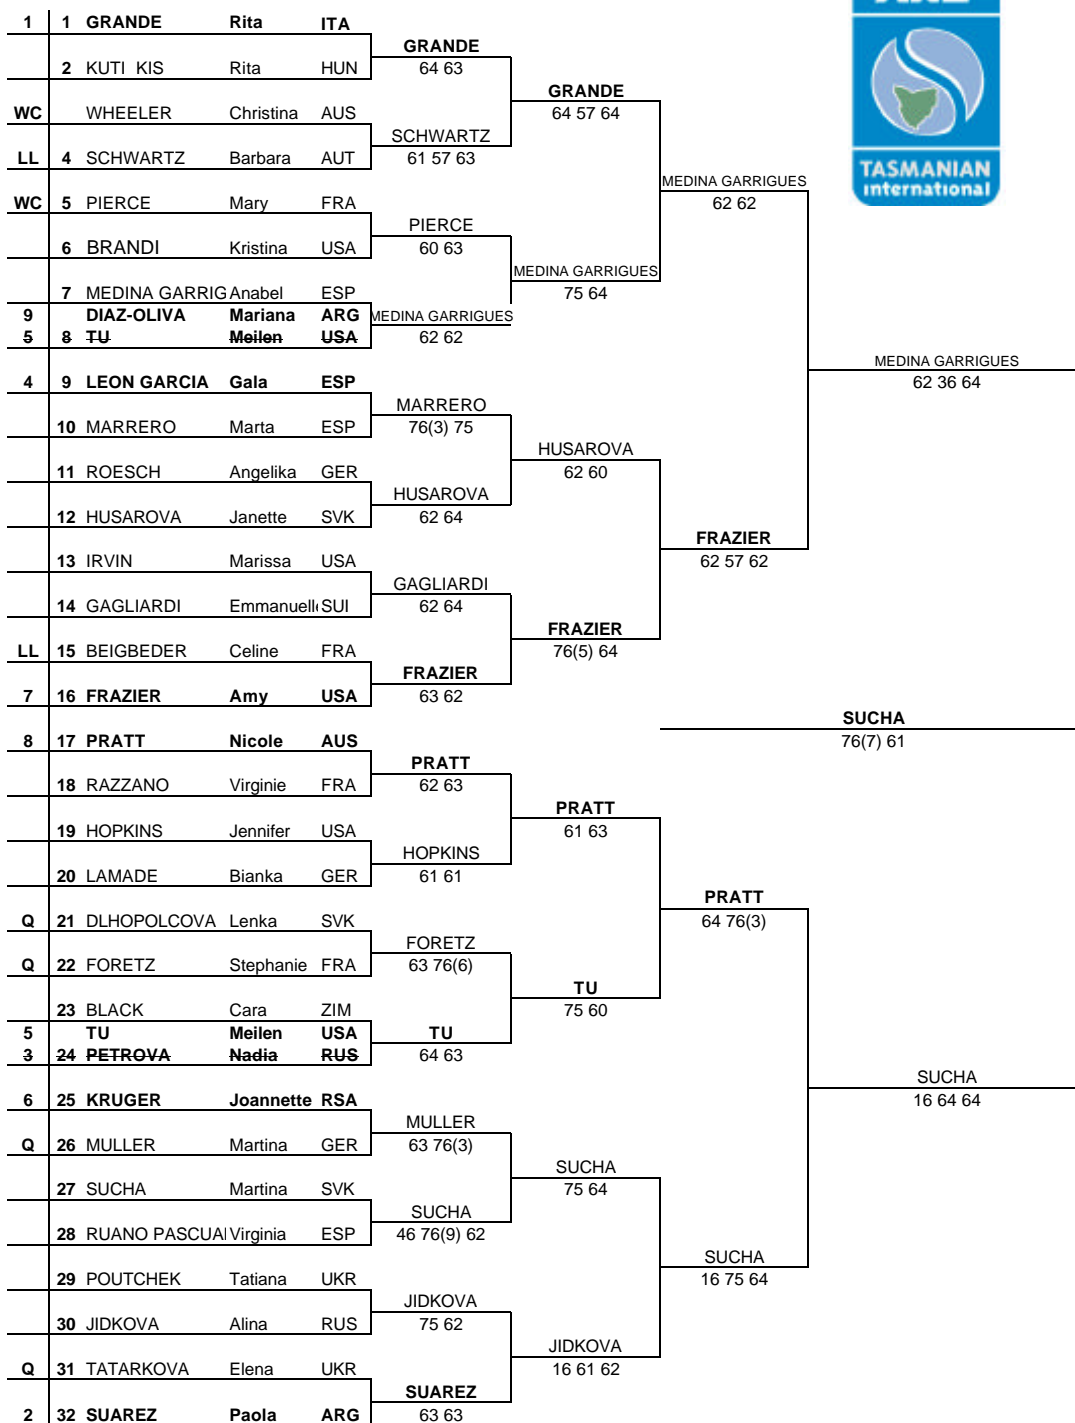 1 1 GRANDE Rita ITA
GRANDE
2 KUTI KIS Rita HUN 64 63
GRANDE
WC WHEELER Christina AUS 64 57 64
SCHWARTZ
LL 4 SCHWARTZ Barbara AUT 61 57 63
TASMANIAN
international
MEDINA GARRIGUES
WC 5 PIERCE Mary FRA 62 62
PIERCE
6 BRANDI Kristina USA 60 63
MEDINA GARRIGUES
7 MEDINA GARRIG Anabel ESP 75 64
9 DIAZ-OLIVA Mariana ARG MEDINA GARRIGUES
5 8 TU Meilen USA 62 62
MEDINA GARRIGUES
4 9 LEON GARCIA Gala ESP 62 36 64
MARRERO
10 MARRERO Marta ESP 76(3) 75
HUSAROVA
11 ROESCH Angelika GER 62 60
HUSAROVA
12 HUSAROVA Janette SVK 62 64
FRAZIER
13 IRVIN Marissa USA 62 57 62
GAGLIARDI
14 GAGLIARDI Emmanuell SUI 62 64
FRAZIER
LL 15 BEIGBEDER Celine FRA 76(5) 64
FRAZIER
7 16 FRAZIER Amy USA 63 62
SUCHA
8 17 PRATT Nicole AUS 76(7) 61
PRATT
18 RAZZANO Virginie FRA 62 63
PRATT
19 HOPKINS Jennifer USA 61 63
HOPKINS
20 LAMADE Bianka GER 61 61
PRATT
Q 21 DLHOPOLCOVA Lenka SVK 64 76(3)
FORETZ
Q 22 FORETZ Stephanie FRA 63 76(6)
TU
23 BLACK Cara ZIM 75 60
5 TU Meilen USA TU
3 24 PETROVA Nadia RUS 64 63
SUCHA
6 25 KRUGER Joannette RSA 16 64 64
MULLER
Q 26 MULLER Martina GER 63 76(3)
SUCHA
27 SUCHA Martina SVK 75 64
SUCHA
28 RUANO PASCUA Virginia ESP 46 76(9) 62
SUCHA
29 POUTCHEK Tatiana UKR 16 75 64
JIDKOVA
30 JIDKOVA Alina RUS 75 62
JIDKOVA
Q 31 TATARKOVA Elena UKR 16 61 62
SUAREZ
2 32 SUAREZ Paola ARG 63 63